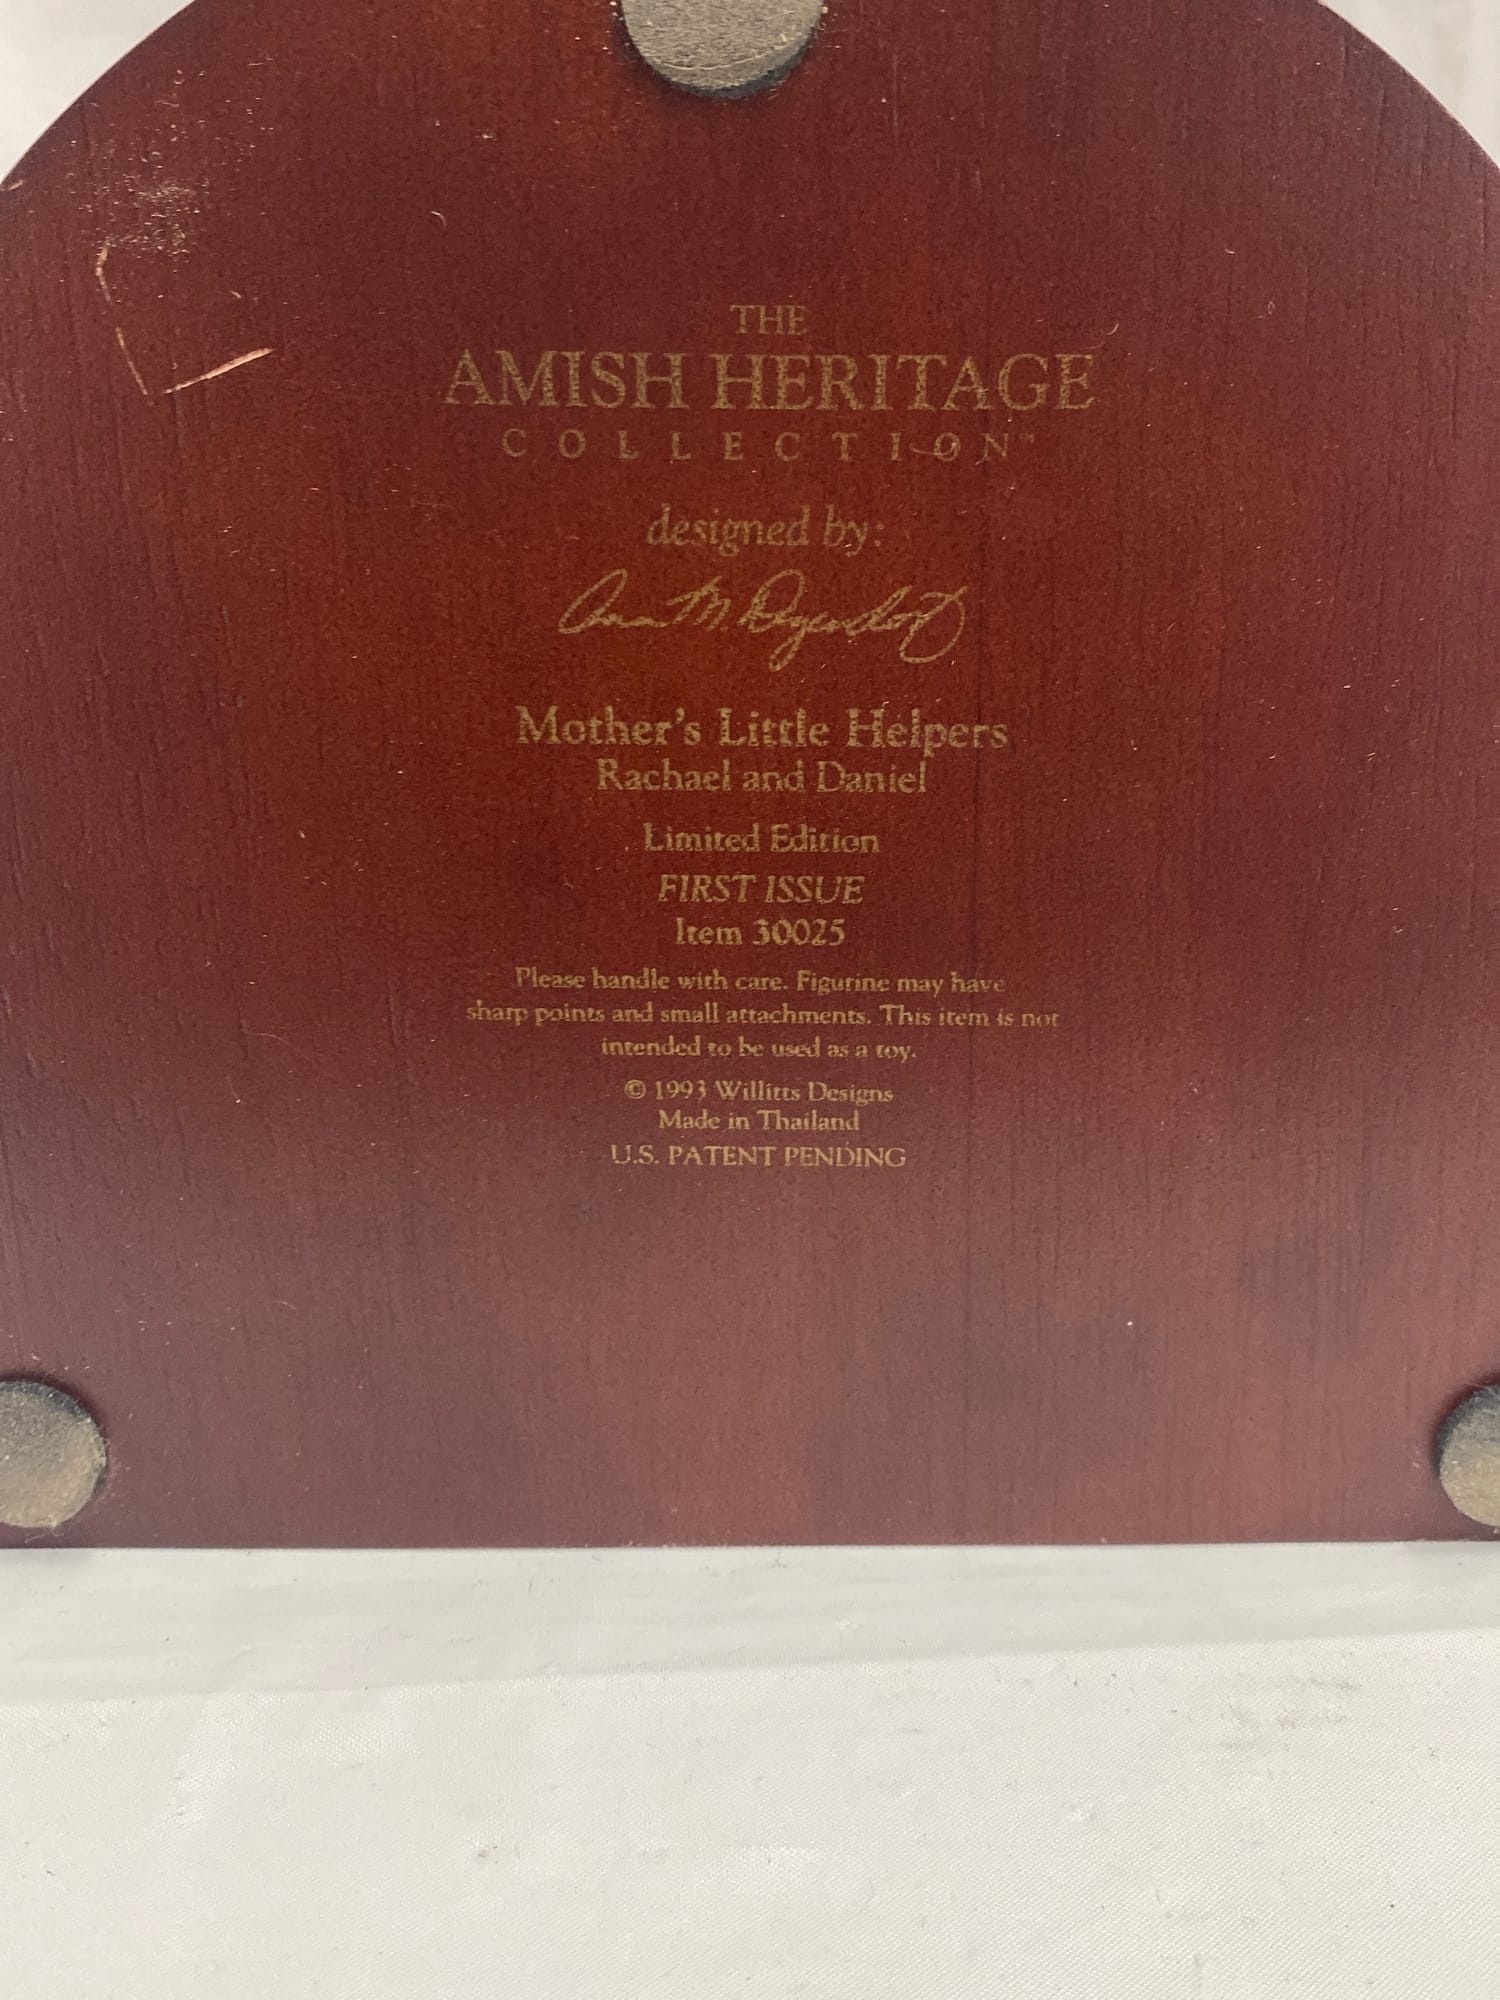 THE
AMISH HERITAGE
COLLECTION™
designed by:
Mother's Little Helpers
Rachael and Daniel
Limited Edition
FIRST ISSUE
Item 30025
Please handle with care. Figurine may have
sharp points and small attachments. This item is not
intended to be used as a toy.
© 1993 Willitts Designs
Made in Thailand
U.S. PATENT PENDING